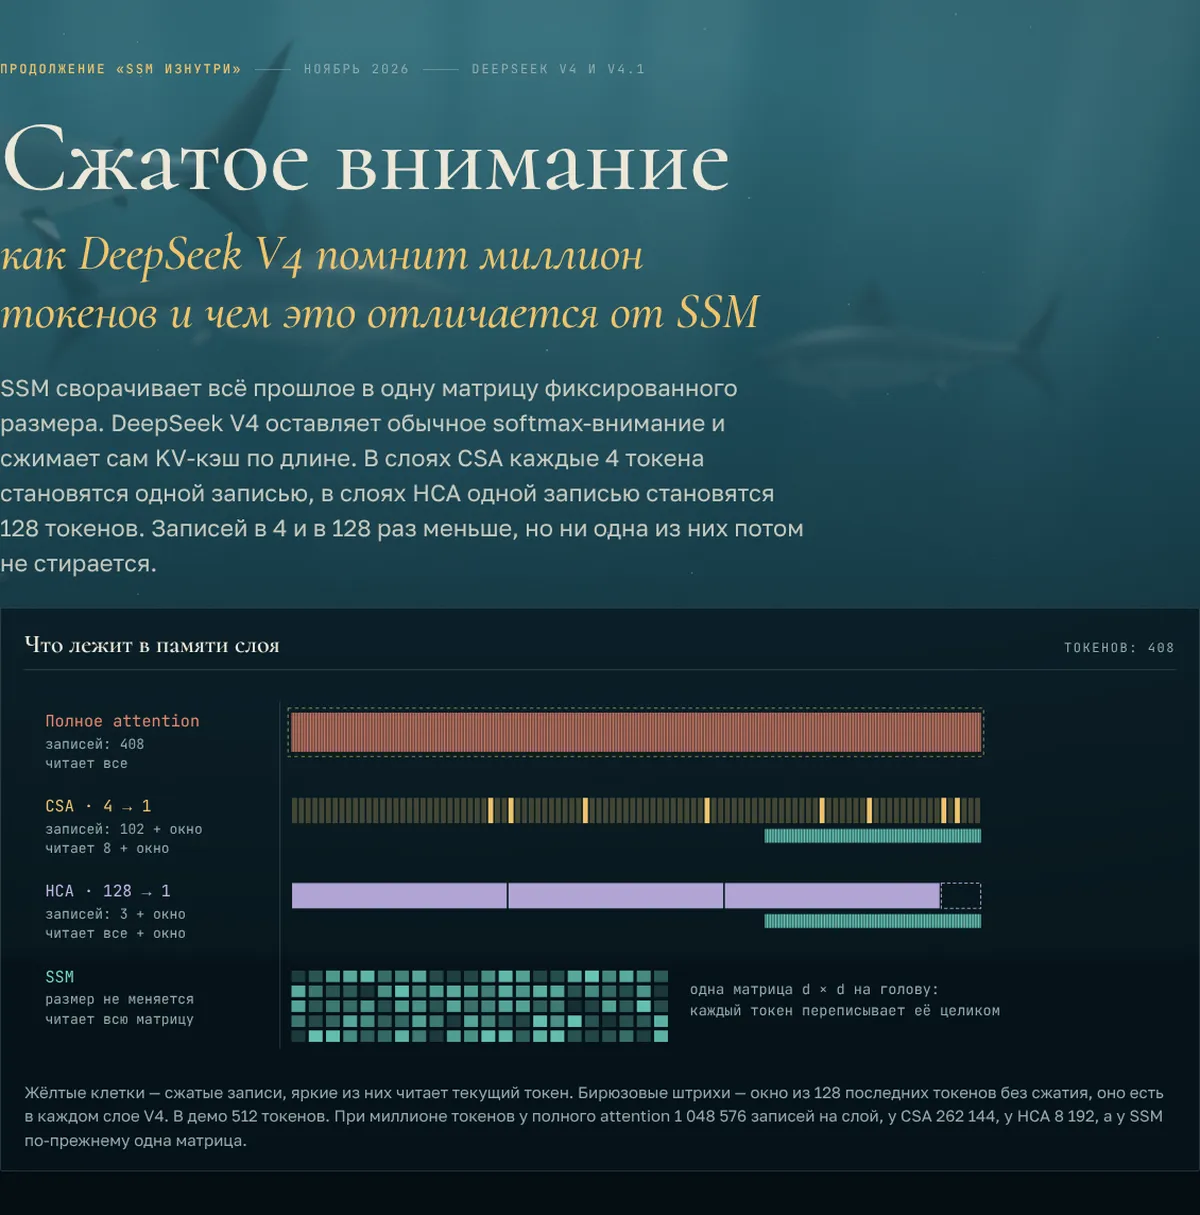 ПРОДОЛЖЕНИЕ «SSM ИЗНУТРИ» —— НОЯБРЬ 2026 —— DEEPSEEK V4 И V4.1
Сжатое внимание
как DeepSeek V4 помнит миллион
токенов и чем это отличается от SSM
SSM сворачивает всё прошлое в одну матрицу фиксированного
размера. DeepSeek V4 оставляет обычное softmax-внимание и
сжимает сам KV-кэш по длине. В слоях CSA каждые 4 токена
становятся одной записью, в слоях HCA одной записью становятся
128 токенов. Записей в 4 и в 128 раз меньше, но ни одна из них потом
не стирается.
Что лежит в памяти слоя
ТОКЕНОВ: 408
Полное attention
записей: 408
читает все
CSA · 4 → 1
записей: 102 + окно
читает 8 + окно
HCA · 128 → 1
записей: 3 + окно
читает все + окно
SSM
размер не меняется
читает всю матрицу
одна матрица d × d на голову:
каждый токен переписывает её целиком
Жёлтые клетки — сжатые записи, яркие из них читает текущий токен. Бирюзовые штрихи — окно из 128 последних токенов без сжатия, оно есть
в каждом слое V4. В демо 512 токенов. При миллионе токенов у полного attention 1 048 576 записей на слой, у CSA 262 144, у HCA 8 192, а у SSM
по-прежнему одна матрица.